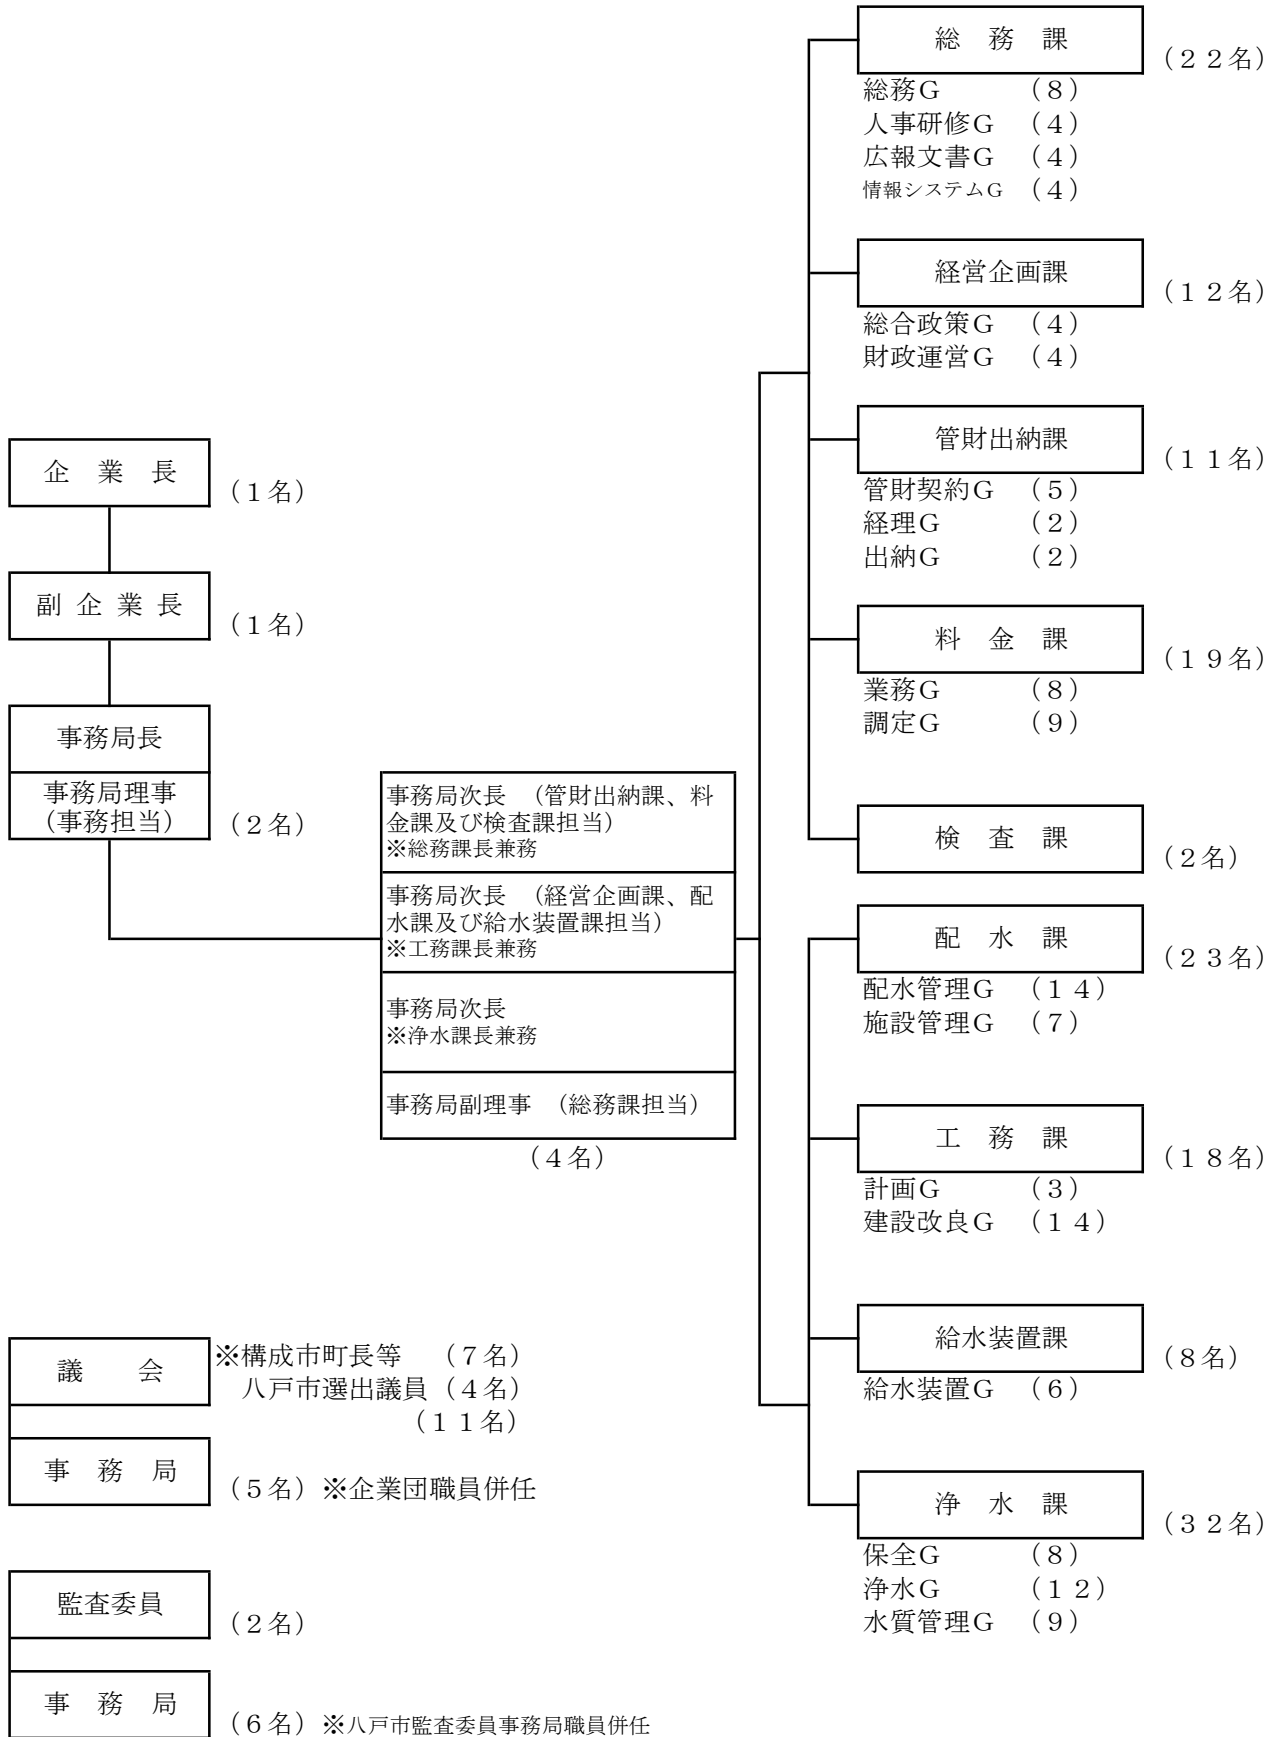 総　務　課
（２２名）
総務Ｇ　　　（８）
人事研修Ｇ　（４）
広報文書Ｇ　（４）
情報システムＧ　（４）
経営企画課
（１２名）
総合政策Ｇ　（４）
財政運営Ｇ　（４）
管財出納課
（１１名）
管財契約Ｇ　（５）
経理Ｇ　　　（２）
出納Ｇ　　　（２）
料　金　課
（１９名）
業務Ｇ　　　（８）
調定Ｇ　　　（９）
検　査　課
（２名）
配　水　課
（２３名）
配水管理Ｇ　（１４）
施設管理Ｇ　（７）
工　務　課
（１８名）
計画Ｇ　　　（３）
建設改良Ｇ　（１４）
給水装置課
（８名）
給水装置Ｇ　（６）
浄　水　課
（３２名）
保全Ｇ　　　（８）
浄水Ｇ　　　（１２）
水質管理Ｇ　（９）
企　業　長
（１名）
副 企 業 長
（１名）
事務局長
事務局理事
（事務担当）
（２名）
事務局次長　（管財出納課、料
金課及び検査課担当）
※総務課長兼務
事務局次長　（経営企画課、配
水課及び給水装置課担当）
※工務課長兼務
事務局次長
※浄水課長兼務
事務局副理事　（総務課担当）
（４名）
議　　会
※構成市町長等　（７名）
八戸市選出議員（４名）
（１１名）
事　務　局
（５名）※企業団職員併任
監査委員
（２名）
事　務　局
（６名）※八戸市監査委員事務局職員併任